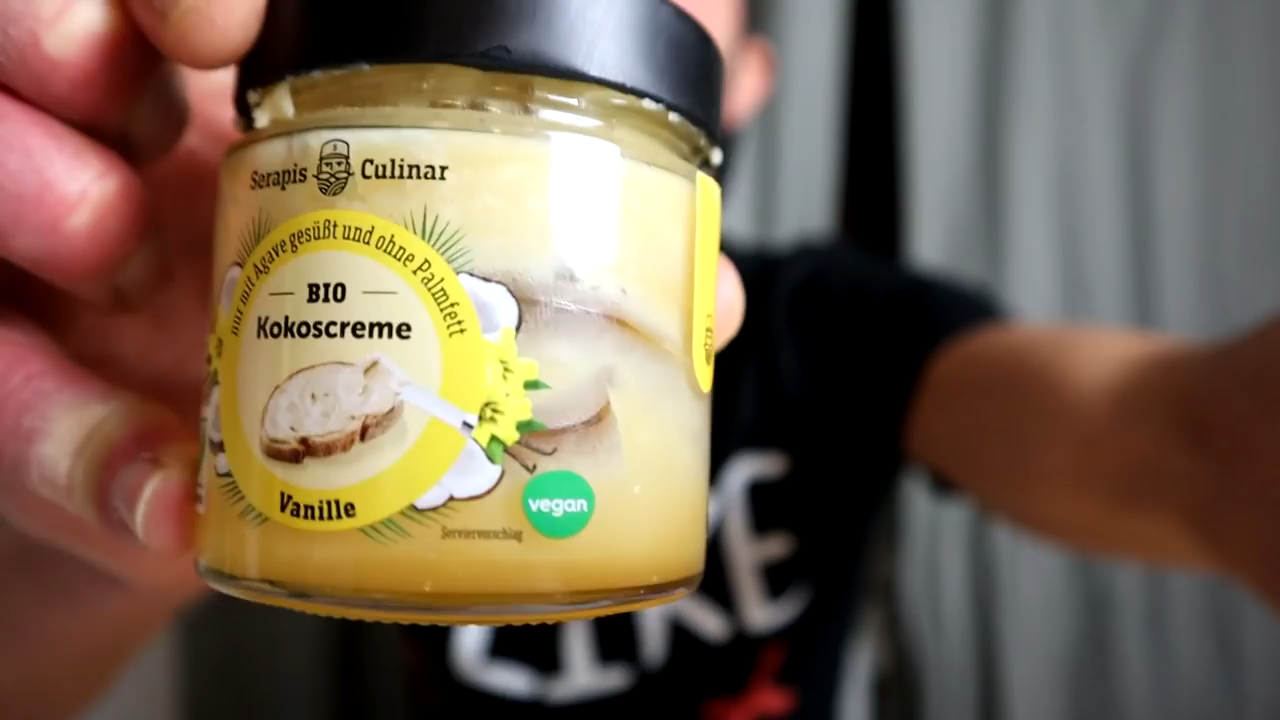 Serapis Culinar
nur mit Agave gesüßt und ohne Palmfett
BIO
Kokoscreme
Vanille
vegan
Serviervorschlag